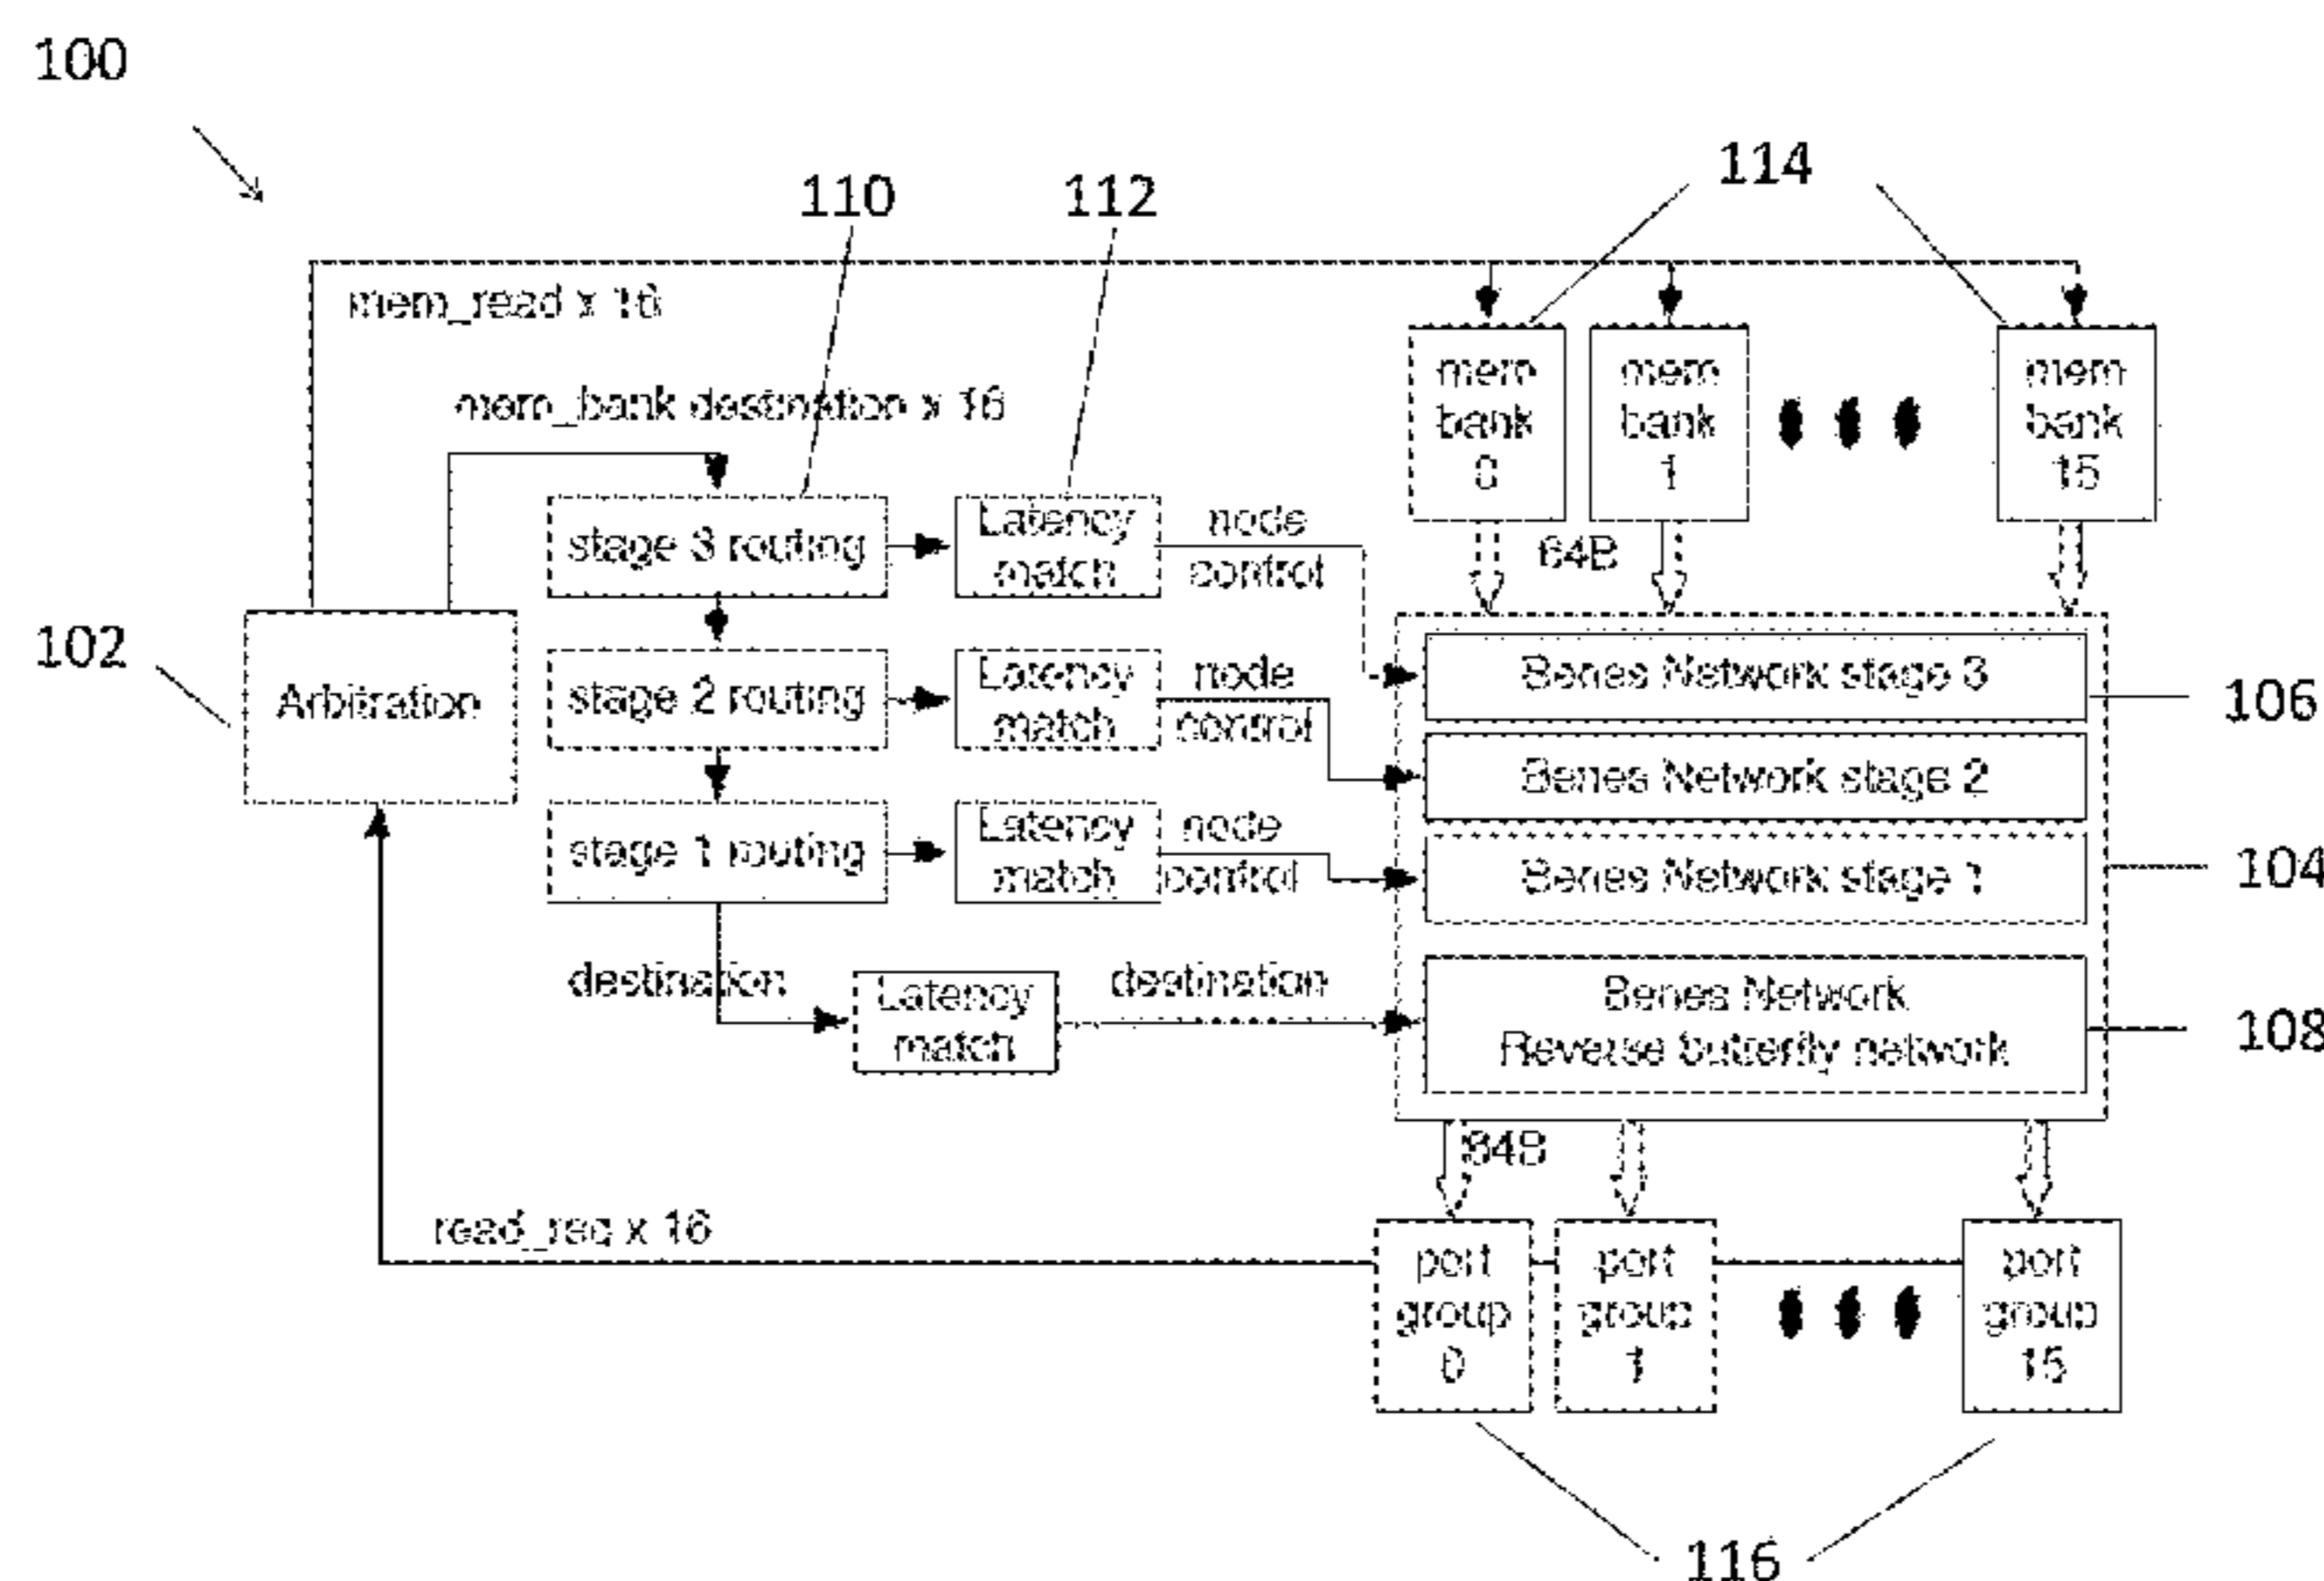 100
110
112
114
mem_read x 16
mem_bank destination x 16
mem
bank
0
mem
bank
1
mem
bank
15
stage 3 routing
Latency
match
node
control
64B
102
Arbitration
stage 2 routing
Latency
match
node
control
Benes Network stage 3
106
Benes Network stage 2
stage 1 routing
Latency
match
node
control
Benes Network stage 1
104
destination
Latency
match
destination
Benes Network
Reverse butterfly network
108
64B
read_req x 16
port
group
0
port
group
1
port
group
15
116